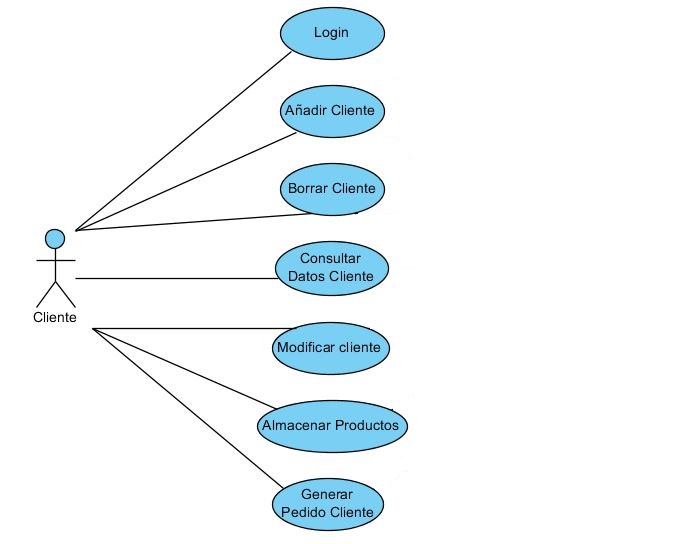 Login
Añadir Cliente
Borrar Cliente
Consultar
Datos Cliente
Cliente
Modificar cliente
Almacenar Productos
Generar
Pedido Cliente